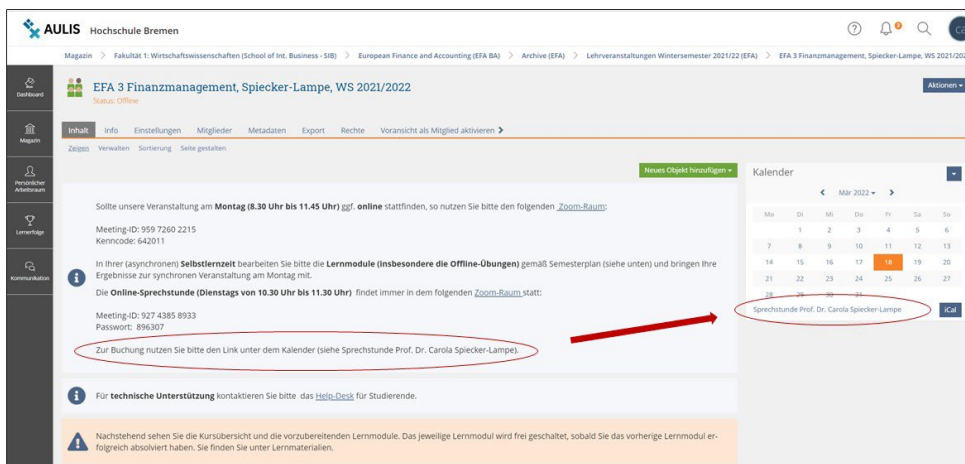 AULIS Hochschule Bremen
Magazin > Fakultät 1: Wirtschaftswissenschaften (School of Int. Business - SIB) > European Finance and Accounting (EFA BA) > Archive (EFA) > Lehrveranstaltungen Wintersemester 2021/22 (EFA) > EFA 3 Finanzmanagement, Spiecker-Lampe, WS 2021/202
Dashboard
Magazin
Persönlicher
Arbeitsraum
Lernerfolge
Kommunikation
EFA 3 Finanzmanagement, Spiecker-Lampe, WS 2021/2022
Status: Offline
Aktionen
Inhalt Info Einstellungen Mitglieder Metadaten Export Rechte Voransicht als Mitglied aktivieren
Zeigen Verwalten Sortierung Seite gestalten
Neues Objekt hinzufügen
Sollte unsere Veranstaltung am Montag (8.30 Uhr bis 11.45 Uhr) ggf. online stattfinden, so nutzen Sie bitte den folgenden Zoom-Raum:
Meeting-ID: 959 7260 2215
Kenncode: 642011
In Ihrer (asynchronen) Selbstlernzeit bearbeiten Sie bitte die Lernmodule (insbesondere die Offline-Übungen) gemäß Semesterplan (siehe unten) und bringen Ihre
Ergebnisse zur synchronen Veranstaltung am Montag mit.
Die Online-Sprechstunde (Dienstags von 10.30 Uhr bis 11.30 Uhr) findet immer in dem folgenden Zoom-Raum statt:
Meeting-ID: 927 4385 8933
Passwort: 896307
Zur Buchung nutzen Sie bitte den Link unter dem Kalender (siehe Sprechstunde Prof. Dr. Carola Spiecker-Lampe).
Für technische Unterstützung kontaktieren Sie bitte das Help-Desk für Studierende.
Nachstehend sehen Sie die Kursübersicht und die vorzubereitenden Lernmodule. Das jeweilige Lernmodul wird frei geschaltet, sobald Sie das vorherige Lernmodul er-
folgreich absolviert haben. Sie finden Sie unter Lernmaterialien.
Kalender
Mär 2022
Mo Di Mi Do Fr Sa So
1 2 3 4 5 6
7 8 9 10 11 12 13
14 15 16 17 18 19 20
21 22 23 24 25 26 27
28 29 30 31
Sprechstunde Prof. Dr. Carola Spiecker-Lampe
iCal